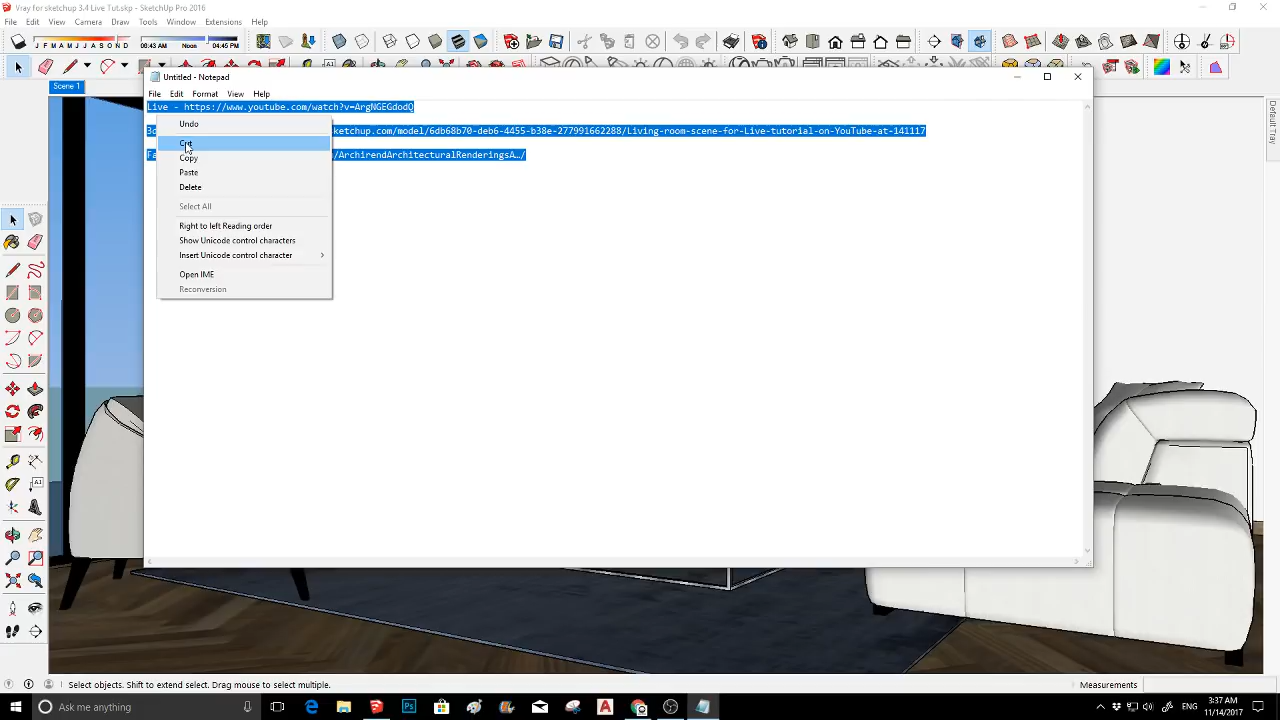 Vray for sketchup 3.4 Live Tut.skp - SketchUp Pro 2016
File Edit View Camera Draw Tools Window Extensions Help
J F M A M J J A S O N D
06:43 AM Noon 04:45 PM
Scene 1
Untitled - Notepad
File Edit Format View Help
Live - https://www.youtube.com/watch?v=ArgNGEGdodQ
sketchup.com/model/6db68b70-deb6-4455-b38e-277991662288/Living-room-scene-for-Live-tutorial-on-YouTube-at-141117
/ArchirendArchitecturalRenderingsA…/
Undo
Cut
Copy
Paste
Delete
Select All
Right to left Reading order
Show Unicode control characters
Insert Unicode control character
Open IME
Reconversion
Default Tray
Select objects. Shift to extend select. Drag mouse to select multiple.
Measurements
Ask me anything
ENG
3:37 AM
11/14/2017